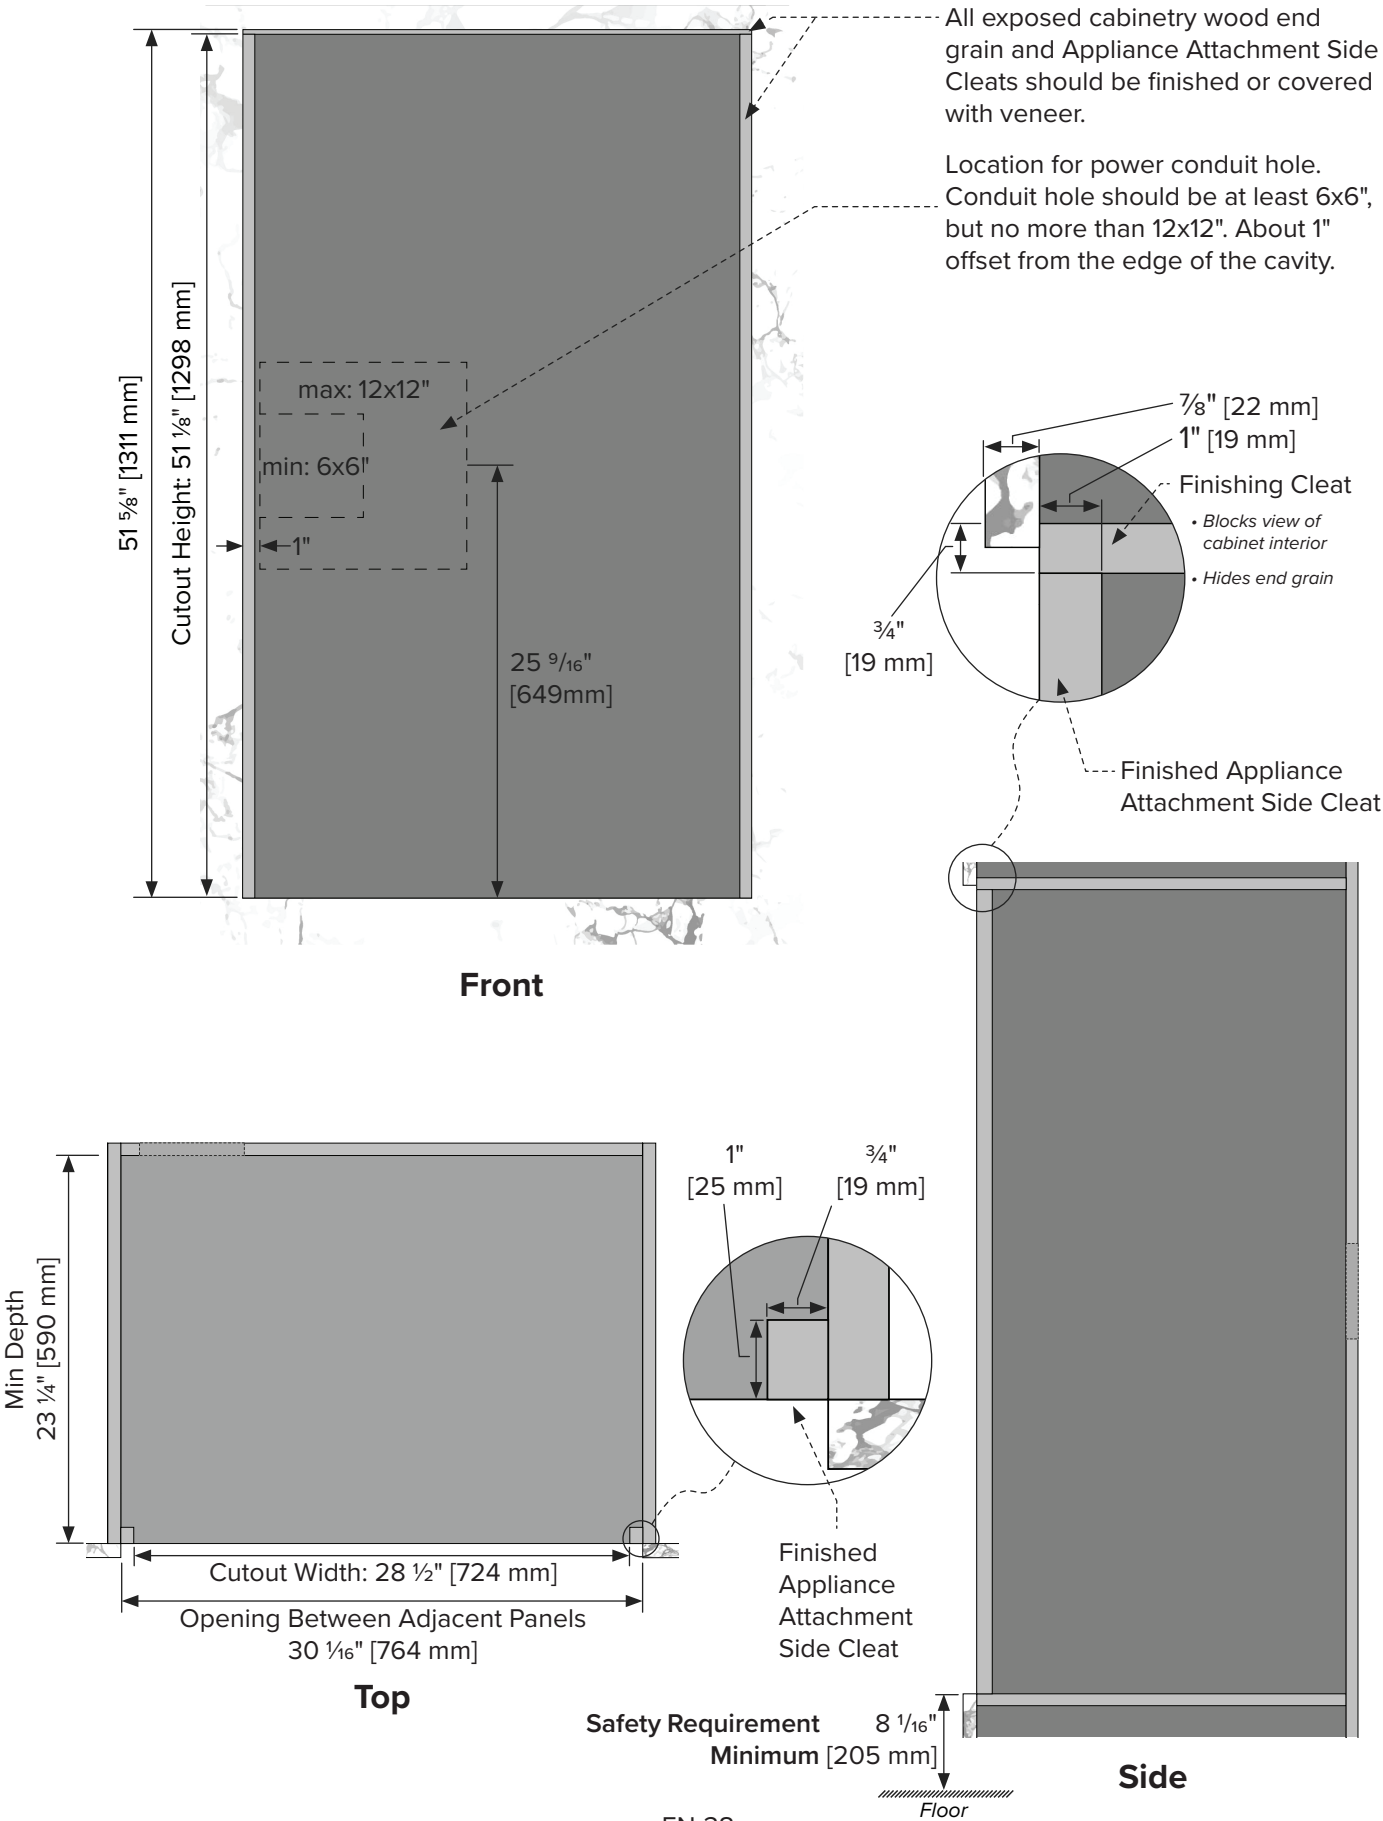 All exposed cabinetry wood end
grain and Appliance Attachment Side
Cleats should be finished or covered
with veneer.
Location for power conduit hole.
Conduit hole should be at least 6x6",
but no more than 12x12". About 1"
offset from the edge of the cavity.
51 ⅝" [1311 mm]
Cutout Height: 51 ⅛" [1298 mm]
max: 12x12"
min: 6x6"
1"
25 9/16"
[649mm]
Front
⅞" [22 mm]
1" [19 mm]
Finishing Cleat
• Blocks view of
cabinet interior
• Hides end grain
¾"
[19 mm]
Finished Appliance
Attachment Side Cleat
Min Depth
23 ¼" [590 mm]
Cutout Width: 28 ½" [724 mm]
Opening Between Adjacent Panels
30 1/16" [764 mm]
Top
1"
[25 mm]
¾"
[19 mm]
Finished
Appliance
Attachment
Side Cleat
Safety Requirement 8 1/16"
Minimum [205 mm]
Floor
Side